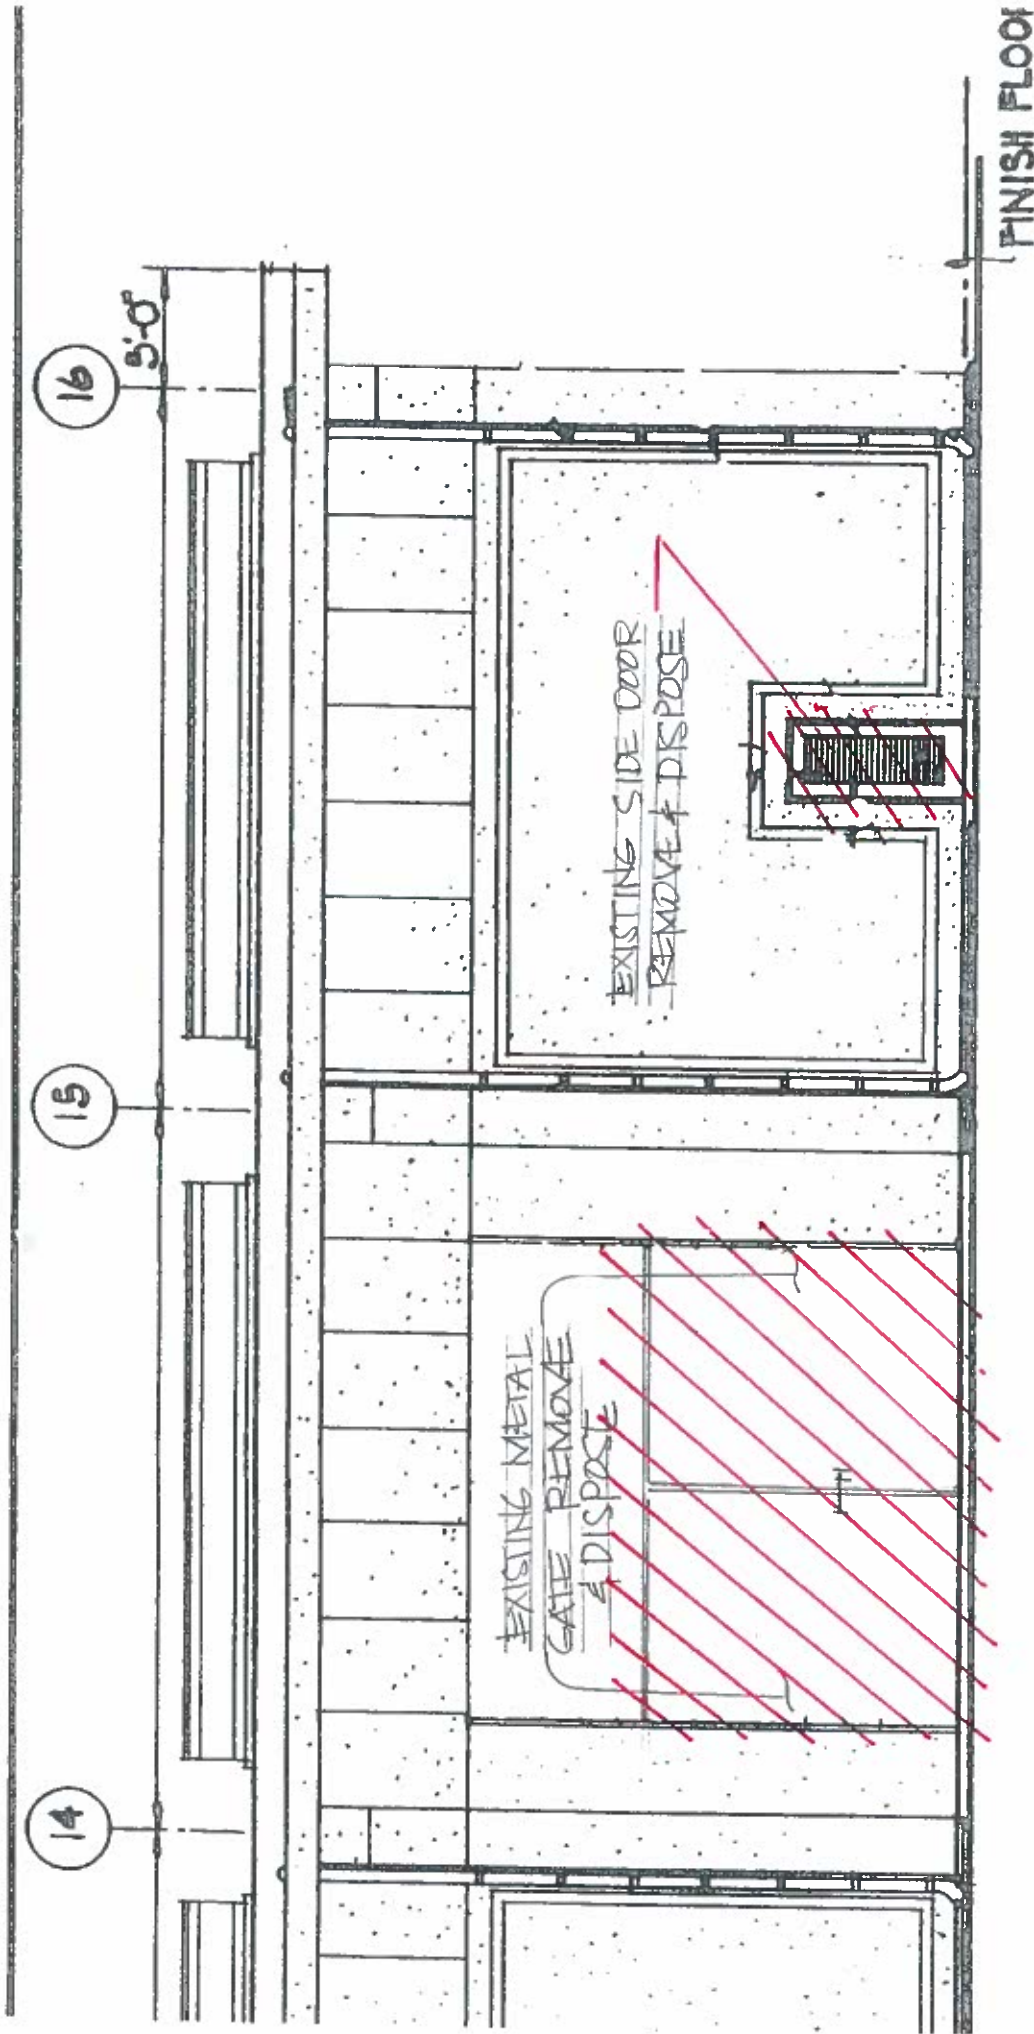 14
15
16
5'-0"
EXISTING METAL
GATE REMOVE
& DISPOSE
EXISTING SIDE DOOR
REMOVE & DISPOSE
FINISH FLOOR